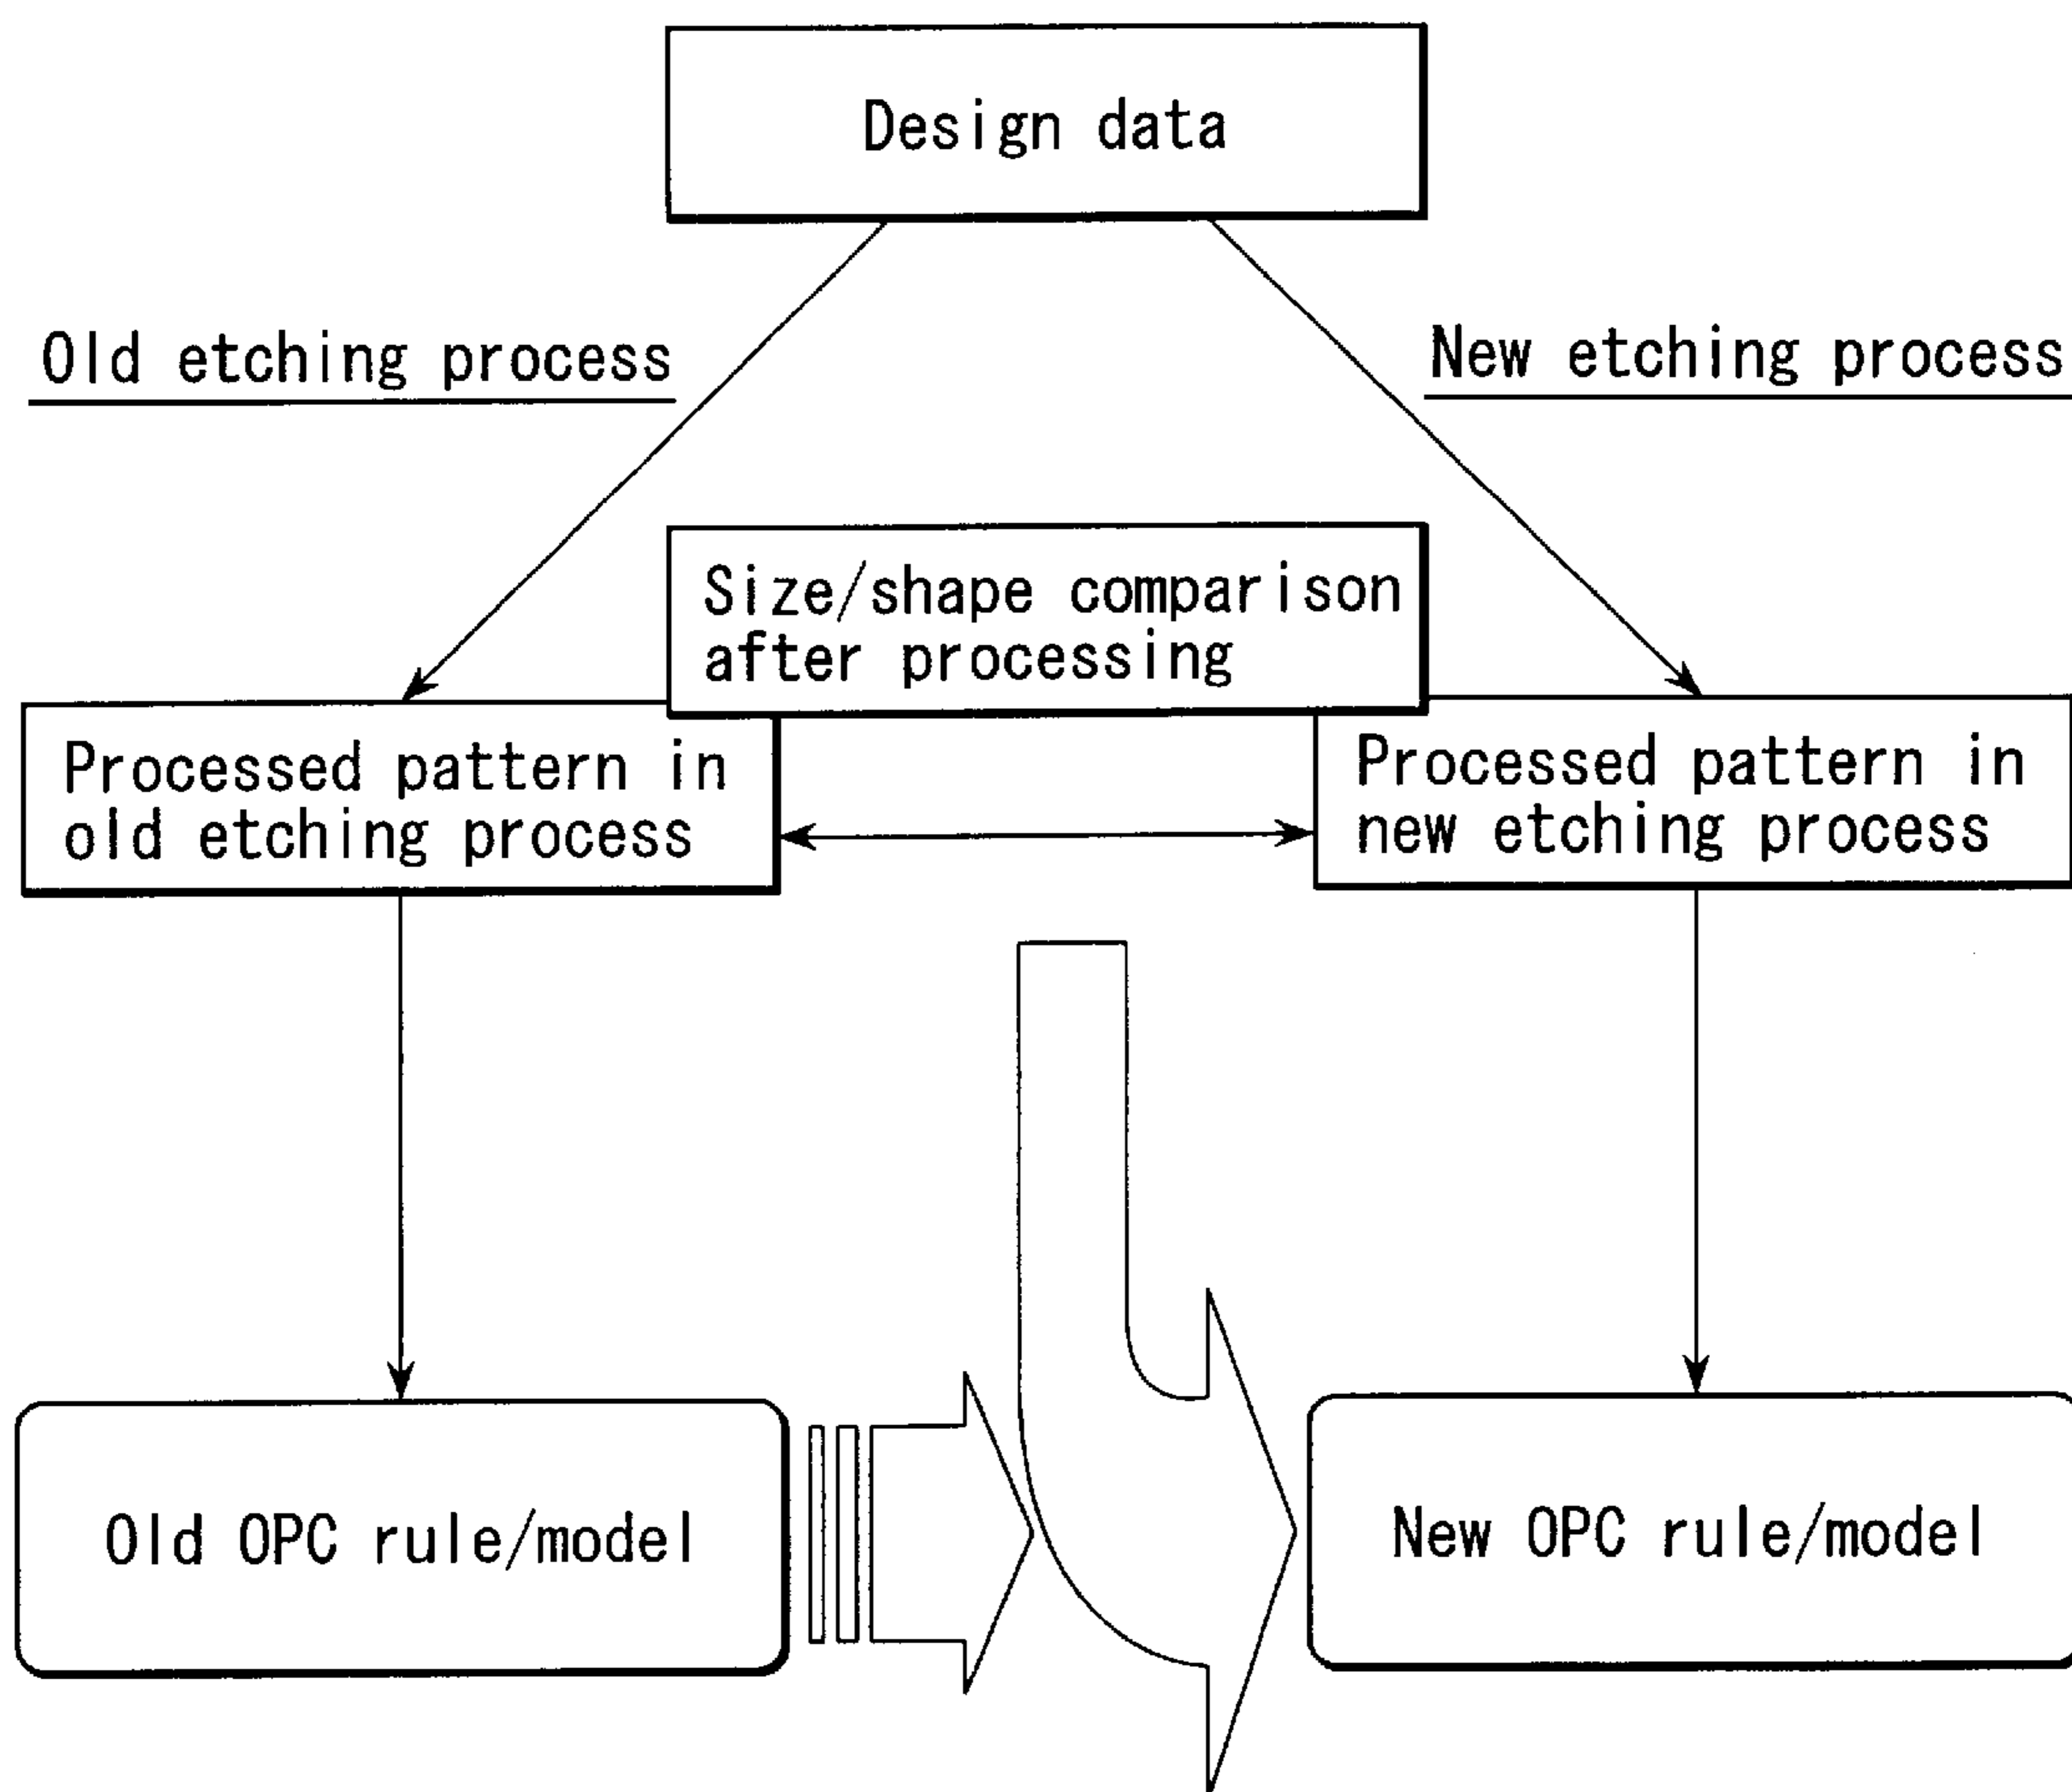 Design data
Old etching process
New etching process
Size/shape comparison
after processing
Processed pattern in
old etching process
Processed pattern in
new etching process
Old OPC rule/model
New OPC rule/model